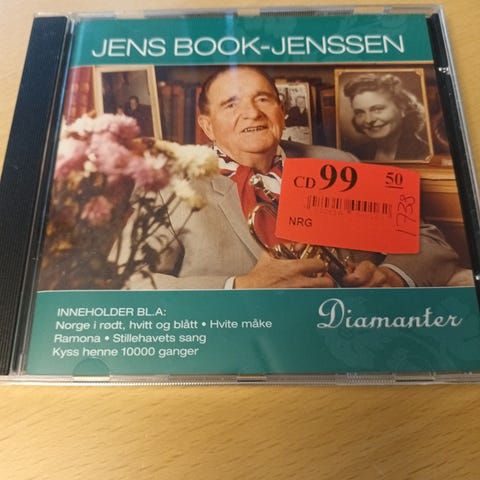 JENS BOOK-JENSSEN
CD 99 50
NRG
1738
INNEHOLDER BL.A:
Norge i rødt, hvitt og blått • Hvite måke
Ramona • Stillehavets sang
Kyss henne 10000 ganger
Diamanter